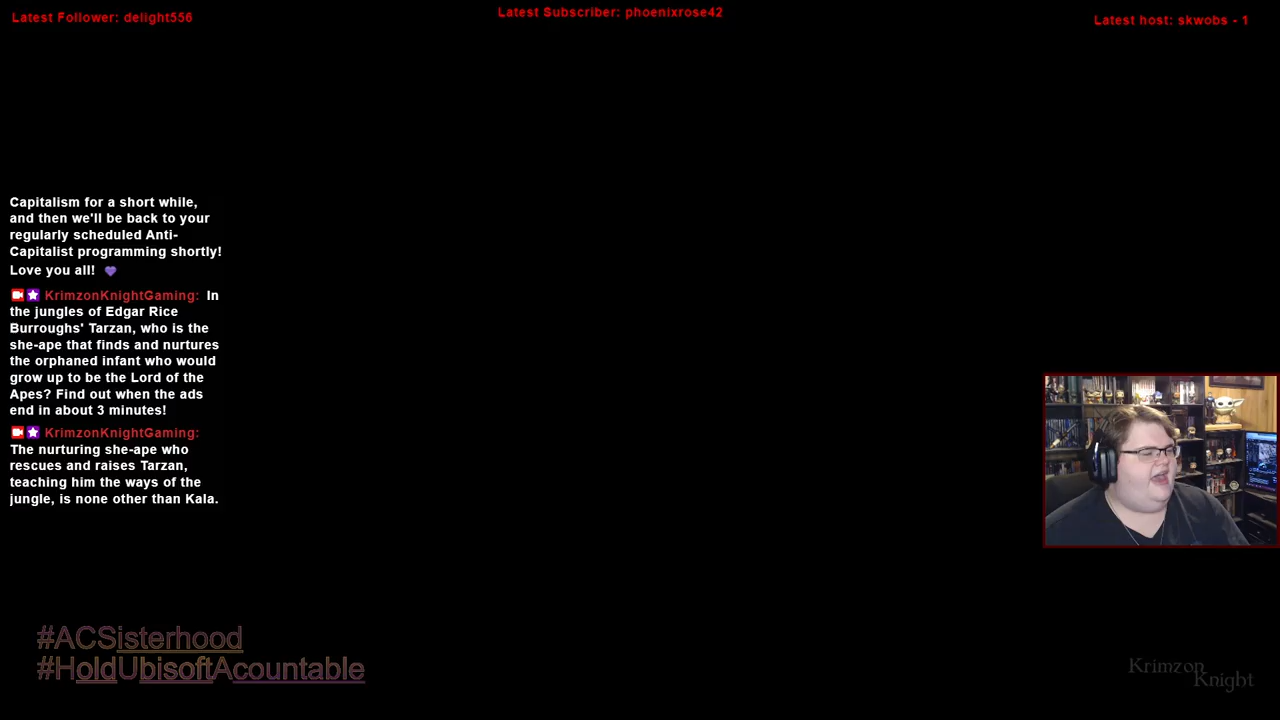 Latest Follower: delight556
Latest Subscriber: phoenixrose42
Latest host: skwobs - 1
Capitalism for a short while,
and then we'll be back to your
regularly scheduled Anti-
Capitalist programming shortly!
Love you all!
KrimzonKnightGaming: In
the jungles of Edgar Rice
Burroughs' Tarzan, who is the
she-ape that finds and nurtures
the orphaned infant who would
grow up to be the Lord of the
Apes? Find out when the ads
end in about 3 minutes!
KrimzonKnightGaming:
The nurturing she-ape who
rescues and raises Tarzan,
teaching him the ways of the
jungle, is none other than Kala.
#ACSisterhood
#HoldUbisoftAcountable
Krimzon
Knight